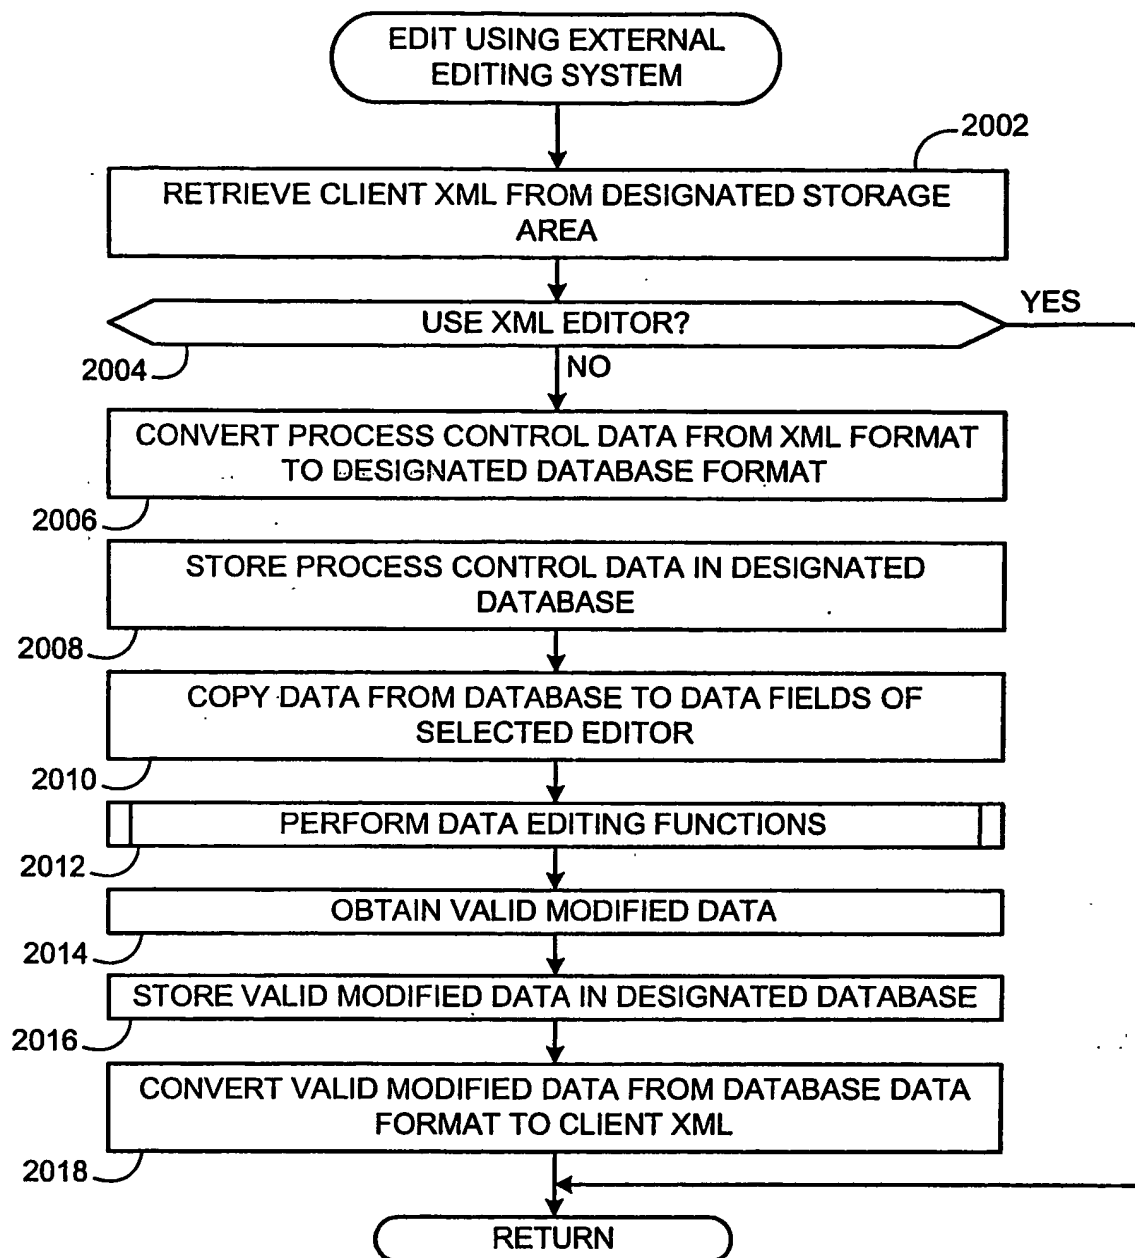 EDIT USING EXTERNAL
EDITING SYSTEM
2002
RETRIEVE CLIENT XML FROM DESIGNATED STORAGE
AREA
YES
USE XML EDITOR?
2004
NO
CONVERT PROCESS CONTROL DATA FROM XML FORMAT
TO DESIGNATED DATABASE FORMAT
2006
STORE PROCESS CONTROL DATA IN DESIGNATED
DATABASE
2008
COPY DATA FROM DATABASE TO DATA FIELDS OF
SELECTED EDITOR
2010
PERFORM DATA EDITING FUNCTIONS
2012
OBTAIN VALID MODIFIED DATA
2014
STORE VALID MODIFIED DATA IN DESIGNATED DATABASE
2016
CONVERT VALID MODIFIED DATA FROM DATABASE DATA
FORMAT TO CLIENT XML
2018
RETURN